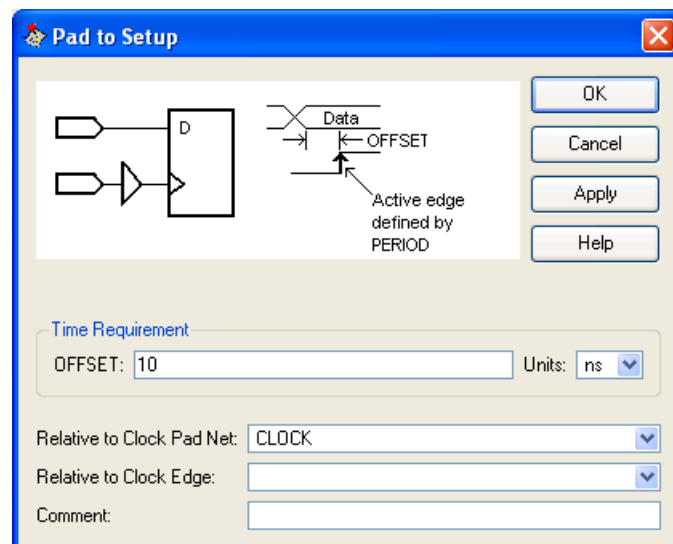 Pad to Setup
D
Data
OFFSET
Active edge
defined by
PERIOD
OK
Cancel
Apply
Help
Time Requirement
OFFSET: 10 Units: ns
Relative to Clock Pad Net: CLOCK
Relative to Clock Edge:
Comment: